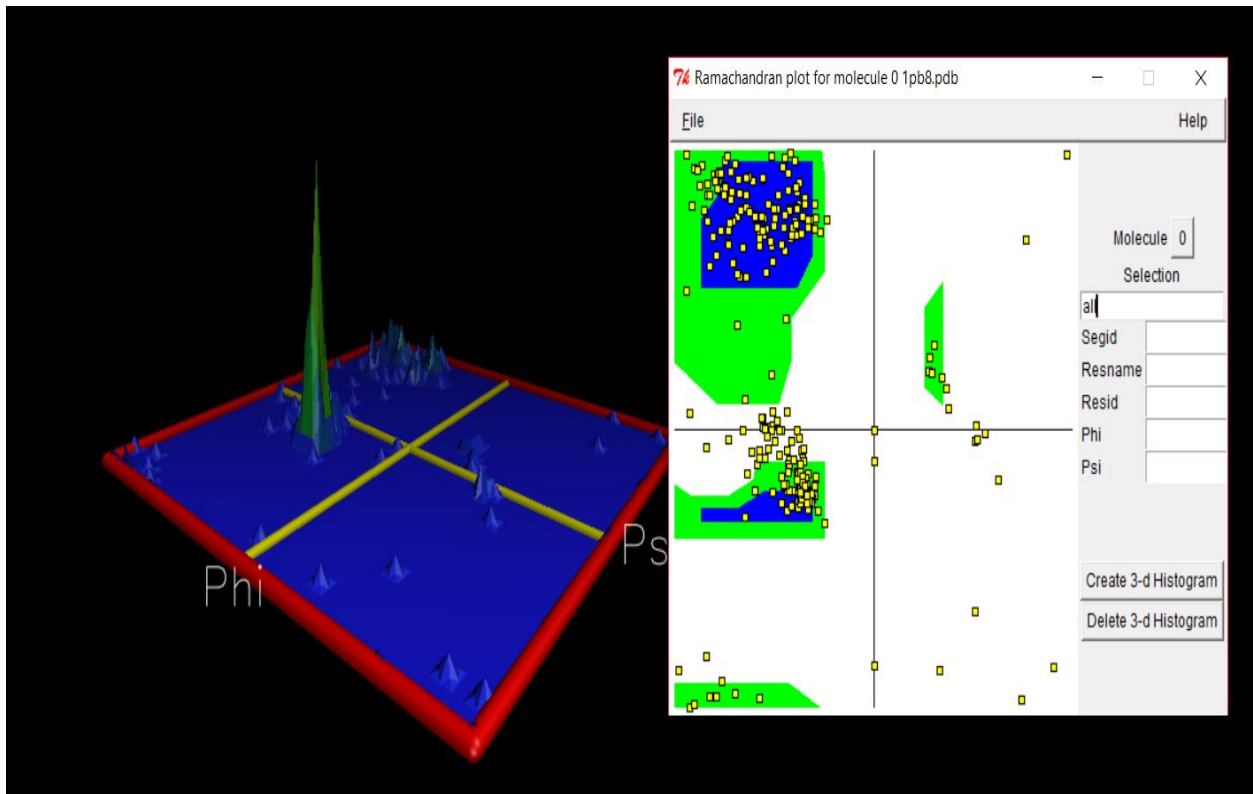 Phi
Ps
7k Ramachandran plot for molecule 0 1pb8.pdb
File
Help
Molecule 0
Selection
all
Segid
Resname
Resid
Phi
Psi
Create 3-d Histogram
Delete 3-d Histogram